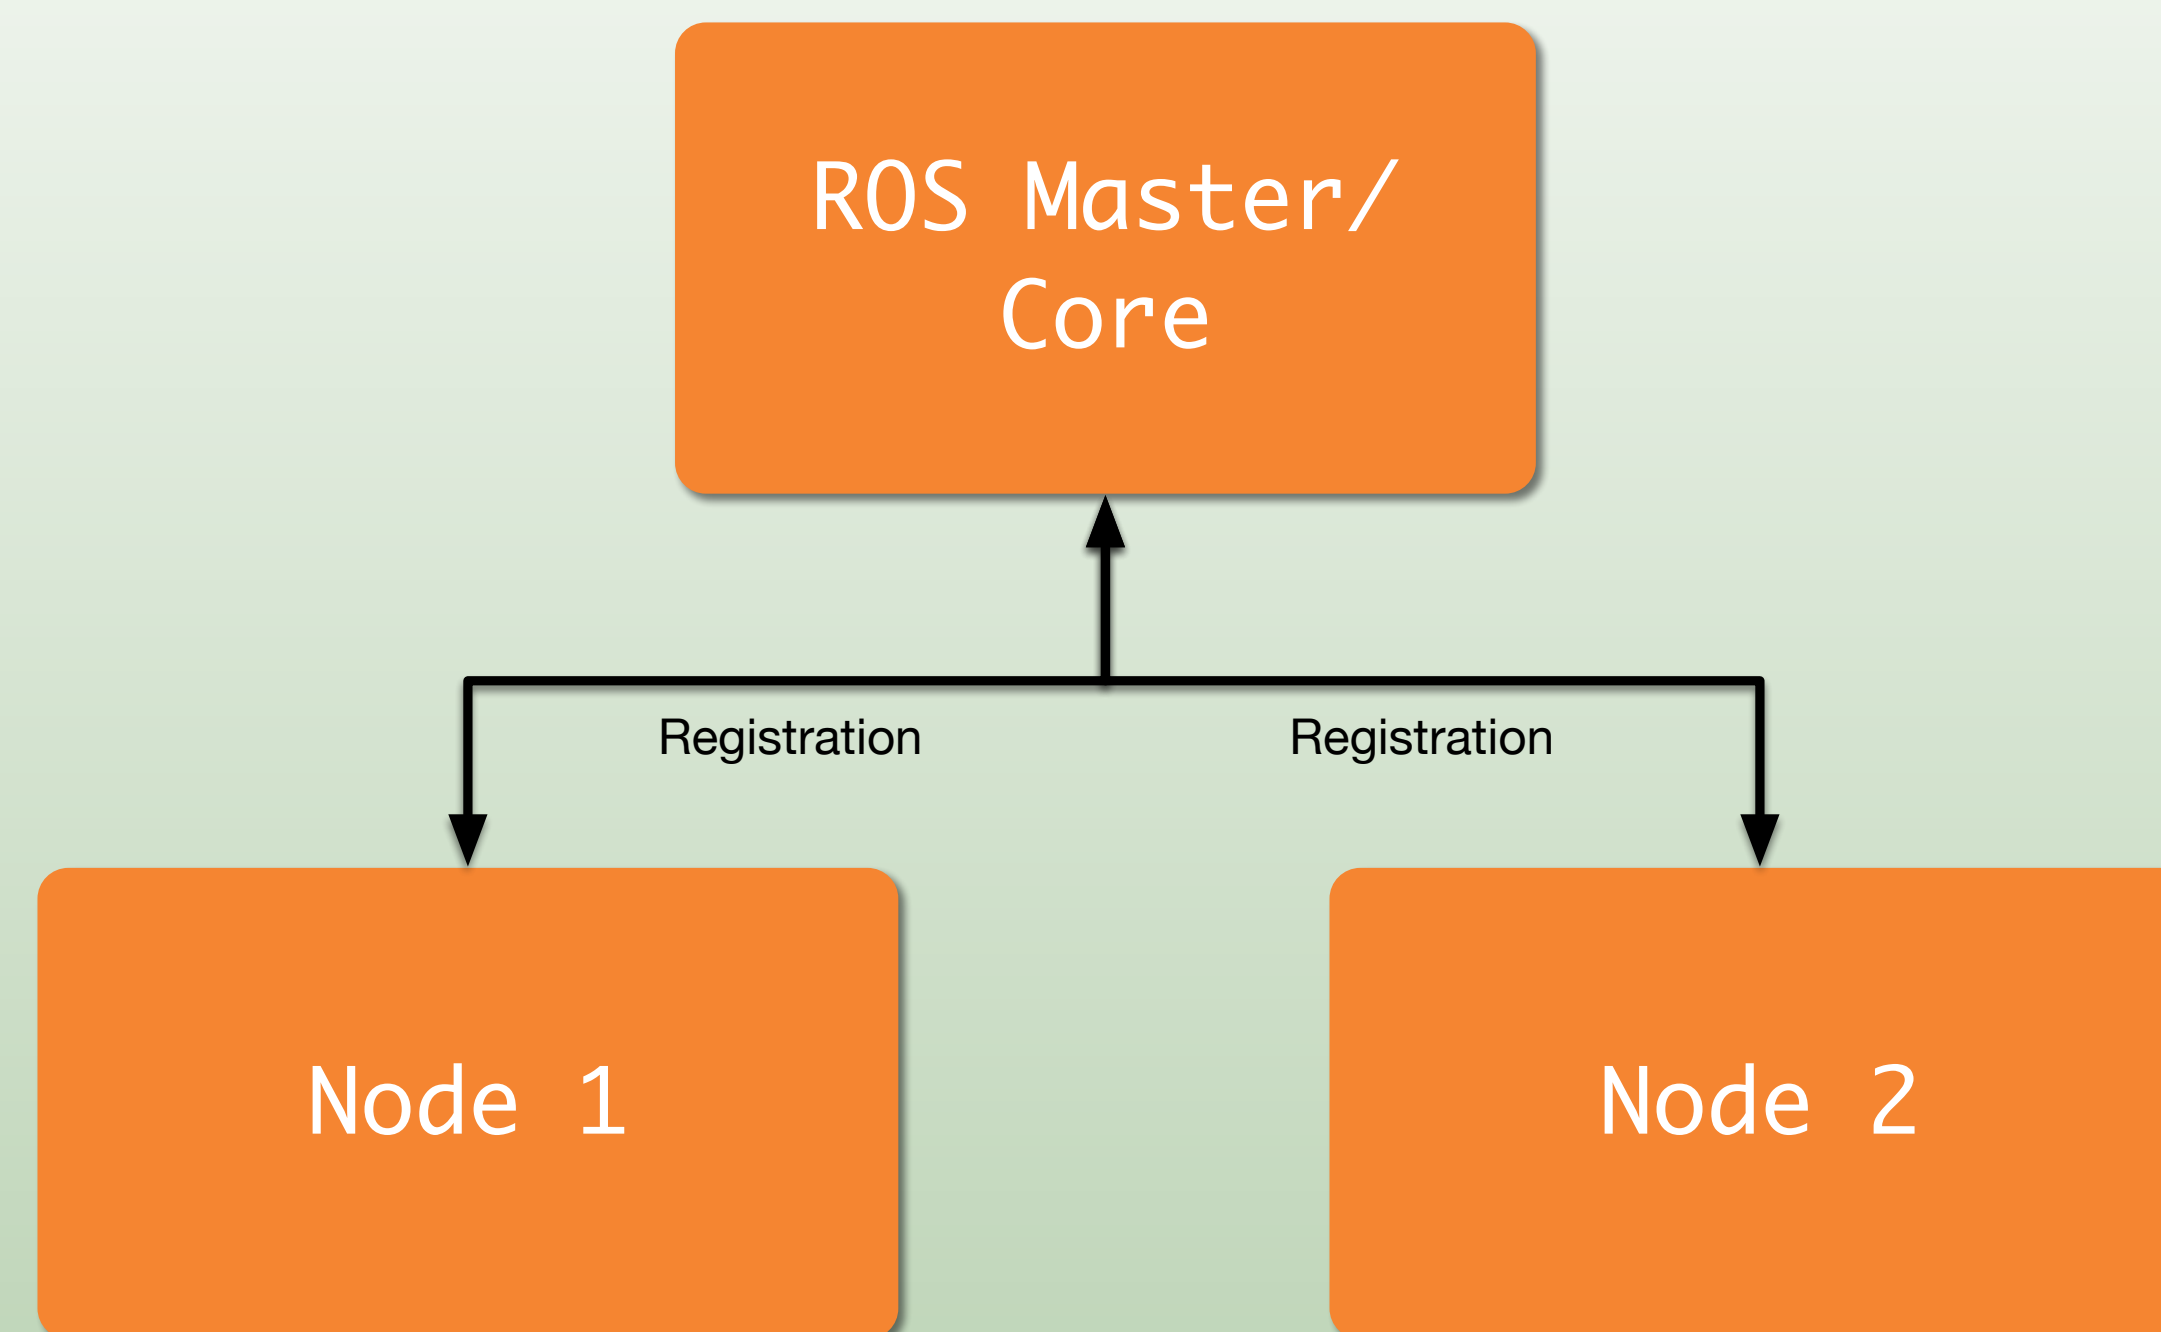 ROS Master/
Core
Registration
Registration
Node 1
Node 2